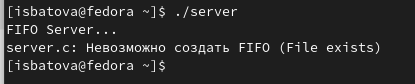 [isbatova@fedora ~]$ ./server
FIFO Server...
server.c: Невозможно создать FIFO (File exists)
[isbatova@fedora ~]$